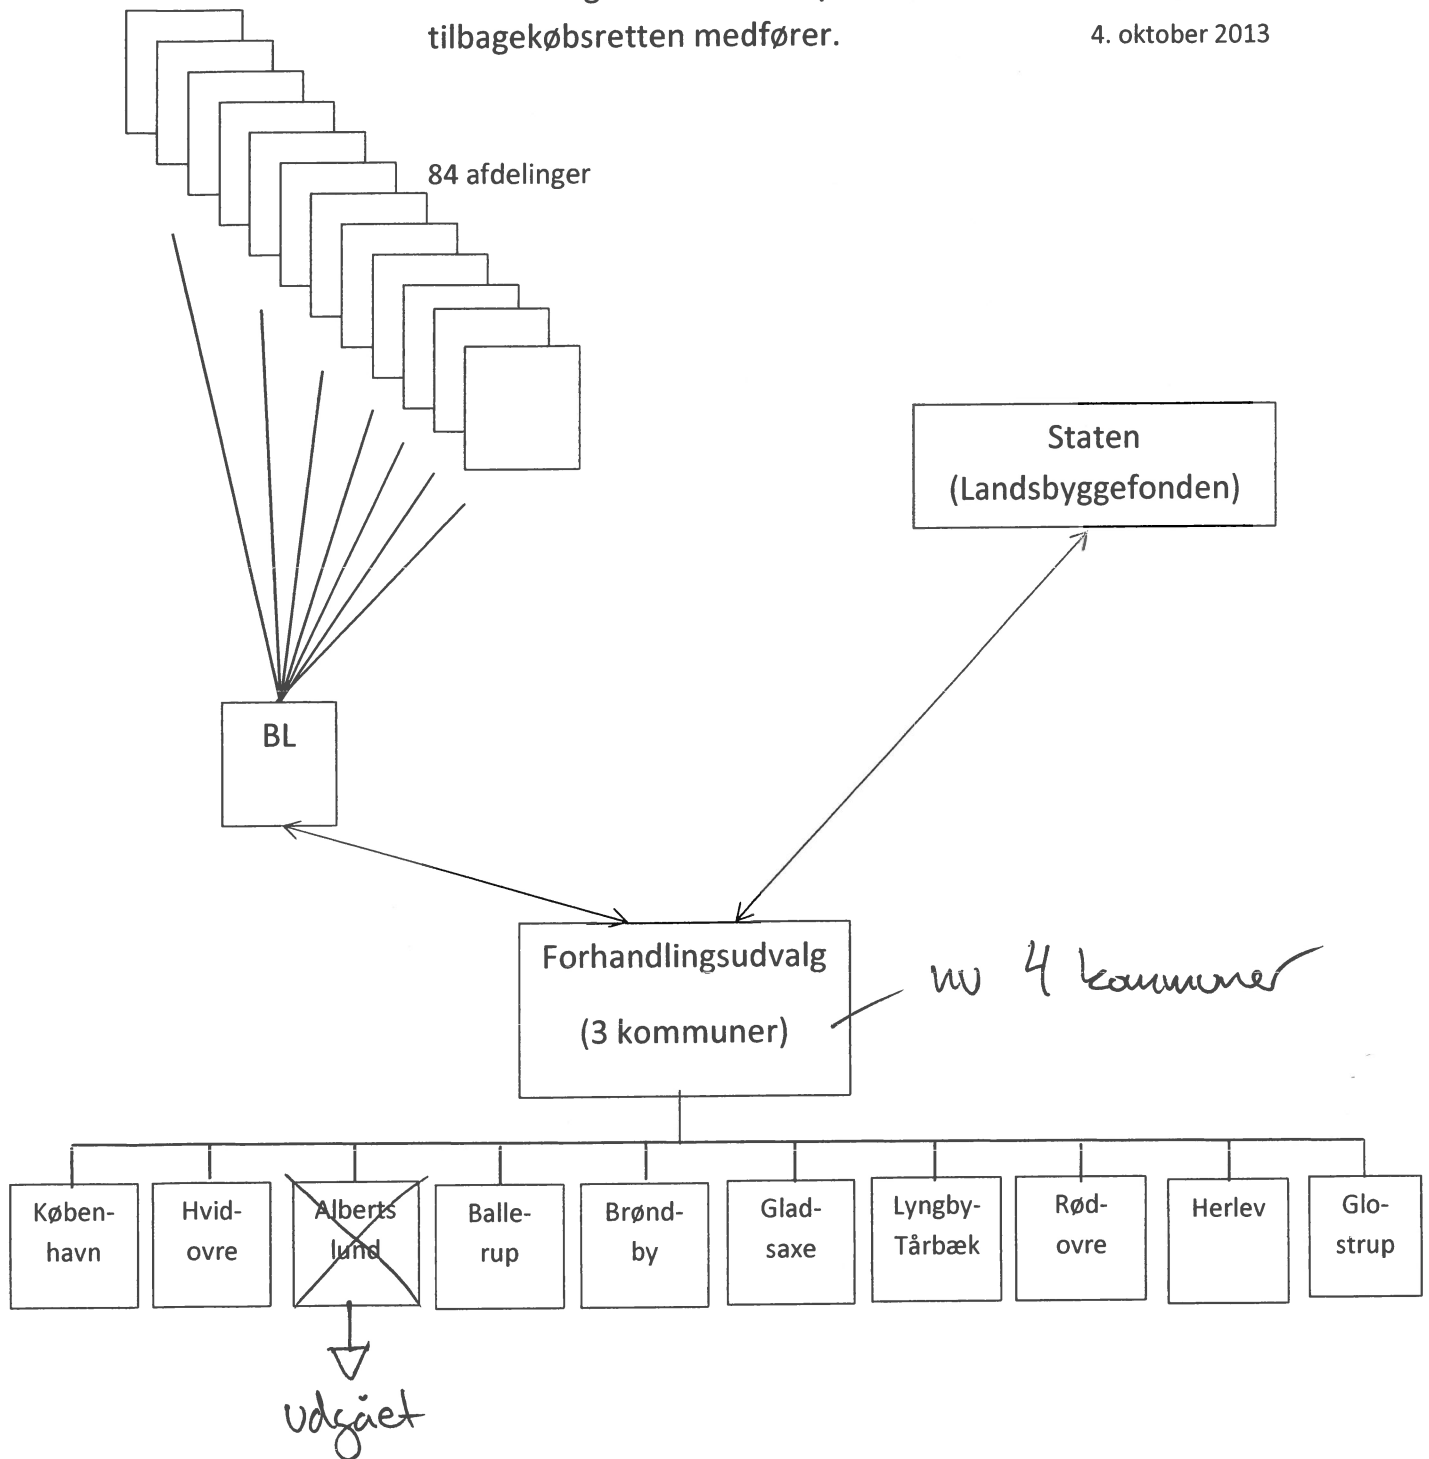 tilbagekøbsretten medfører.
4. oktober 2013
84 afdelinger
Staten
(Landsbyggefonden)
BL
Forhandlingsudvalg
(3 kommuner)
nu 4 kommuner
Køben-
havn
Hvid-
ovre
Alberts
lund
Balle-
rup
Brønd-
by
Glad-
saxe
Lyngby-
Tårbæk
Rød-
ovre
Herlev
Glo-
strup
udgået